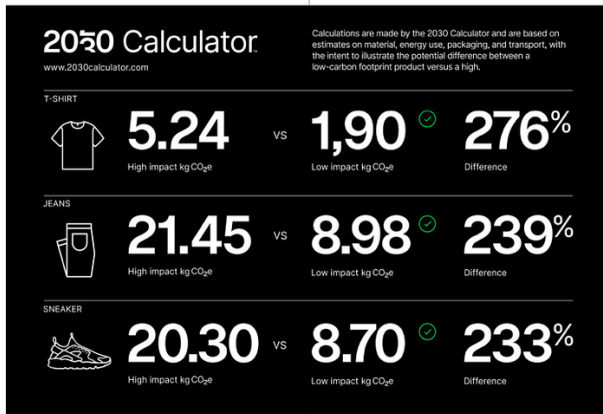 2030 Calculator™
www.2030calculator.com
Calculations are made by the 2030 Calculator and are based on
estimates on material, energy use, packaging, and transport, with
the intent to illustrate the potential difference between a
low-carbon footprint product versus a high.
T-SHIRT
5.24 vs 1,90 276%
High impact kg CO₂e Low impact kg CO₂e Difference
JEANS
21.45 vs 8.98 239%
High impact kg CO₂e Low impact kg CO₂e Difference
SNEAKER
20.30 vs 8.70 233%
High impact kg CO₂e Low impact kg CO₂e Difference